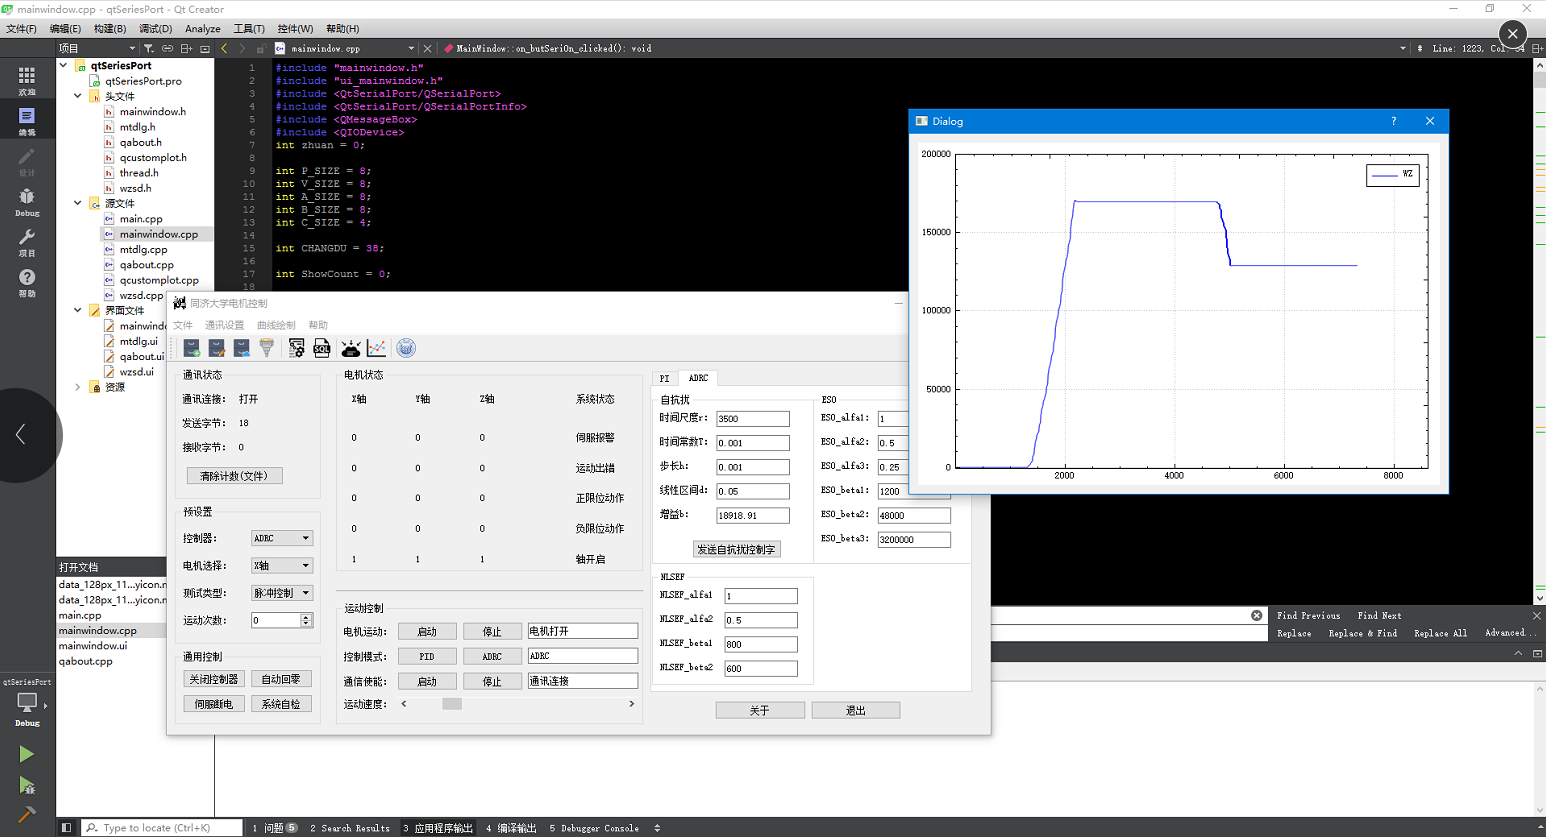 mainwindow.cpp - qtSeriesPort - Qt Creator
文件(F) 编辑(E) 构建(B) 调试(D) Analyze 工具(T) 控件(W) 帮助(H)
项目
mainwindow.cpp
MainWindow::on_butSeriOn_clicked(): void
Line: 1223, Col: 34
欢迎
编辑
设计
Debug
项目
帮助
qtSeriesPort
qtSeriesPort.pro
头文件
mainwindow.h
mtdlg.h
qabout.h
qcustomplot.h
thread.h
wzsd.h
源文件
main.cpp
mainwindow.cpp
mtdlg.cpp
qabout.cpp
qcustomplot.cpp
wzsd.cpp
界面文件
mainwindo
mtdlg.ui
qabout.ui
wzsd.ui
资源
1 #include "mainwindow.h"
2 #include "ui_mainwindow.h"
3 #include <QtSerialPort/QSerialPort>
4 #include <QtSerialPort/QSerialPortInfo>
5 #include <QMessageBox>
6 #include <QIODevice>
7 int zhuan = 0;
8
9 int P_SIZE = 8;
10 int V_SIZE = 8;
11 int A_SIZE = 8;
12 int B_SIZE = 8;
13 int C_SIZE = 4;
14
15 int CHANGDU = 38;
16
17 int ShowCount = 0;
18
Dialog
?
200000
150000
100000
50000
0
2000 4000 6000 8000
WZ
同济大学电机控制
文件 通讯设置 曲线绘制 帮助
SQL
通讯状态
通讯连接: 打开
发送字节: 18
接收字节: 0
清除计数(文件)
预设置
控制器: ADRC
电机选择: X轴
测试类型: 脉冲控制
运动次数: 0
通用控制
关闭控制器 自动回零
伺服断电 系统自检
电机状态
X轴 Y轴 Z轴 系统状态
0 0 0 伺服报警
0 0 0 运动出错
0 0 0 正限位动作
0 0 0 负限位动作
1 1 1 轴开启
运动控制
电机运动: 启动 停止 电机打开
控制模式: PID ADRC ADRC
通信使能: 启动 停止 通讯连接
运动速度:
PI ADRC
自抗扰
时间尺度r: 3500
时间常数T: 0.001
步长h: 0.001
线性区间d: 0.05
增益b: 18918.91
发送自抗扰控制字
ESO
ESO_alfa1: 1
ESO_alfa2: 0.5
ESO_alfa3: 0.25
ESO_beta1: 1200
ESO_beta2: 48000
ESO_beta3: 3200000
NLSEF
NLSEF_alfa1 1
NLSEF_alfa2 0.5
NLSEF_beta1 800
NLSEF_beta2 600
关于 退出
打开文档
data_128px_11...yicon.n
data_128px_11...yicon.n
main.cpp
mainwindow.cpp
mainwindow.ui
qabout.cpp
Find Previous Find Next
Replace Replace & Find Replace All Advanced...
qtSeriesPort
Debug
Type to locate (Ctrl+K)
1 问题 5 2 Search Results 3 应用程序输出 4 编译输出 5 Debugger Console